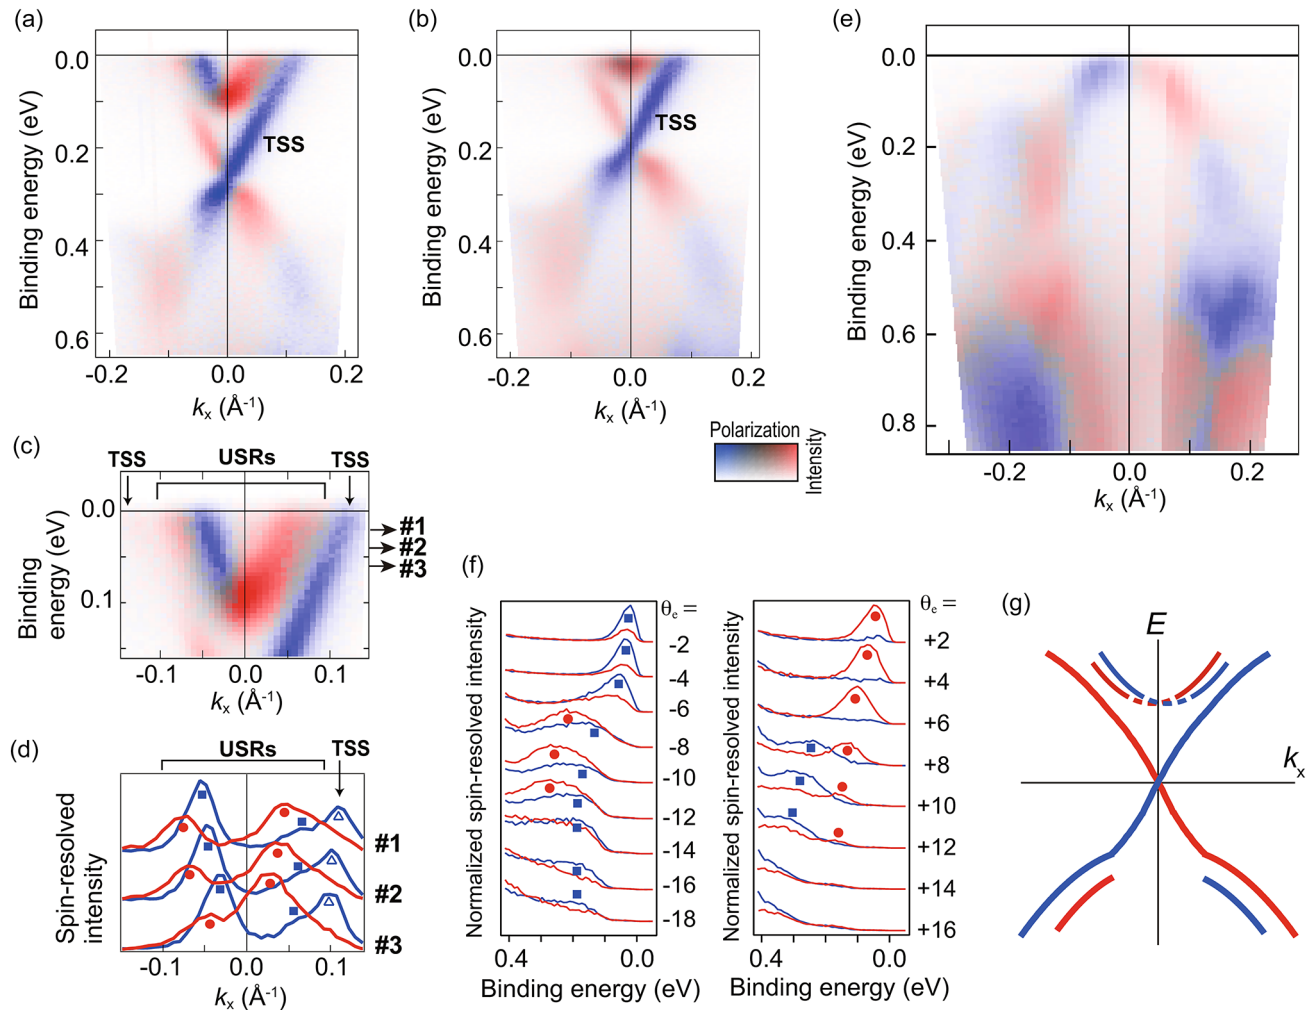 (a)
Binding energy (eV)
0.0
0.2
0.4
0.6
TSS
-0.2
0.0
0.2
kx (Å-1)
(b)
Binding energy (eV)
0.0
0.2
0.4
0.6
TSS
-0.2
0.0
0.2
kx (Å-1)
(e)
Binding energy (eV)
0.0
0.2
0.4
0.6
0.8
-0.2
0.0
0.2
kx (Å-1)
Polarization
Intensity
(c)
TSS
USRs
TSS
Binding
energy (eV)
0.0
0.1
#1
#2
#3
-0.1
0.0
0.1
kx (Å-1)
(d)
USRs
TSS
Spin-resolved
intensity
#1
#2
#3
-0.1
0.0
0.1
kx (Å-1)
(f)
Normalized spin-resolved intensity
θe =
-2
-4
-6
-8
-10
-12
-14
-16
-18
0.4
0.0
Binding energy (eV)
Normalized spin-resolved intensity
θe =
+2
+4
+6
+8
+10
+12
+14
+16
0.4
0.0
Binding energy (eV)
(g)
E
kx